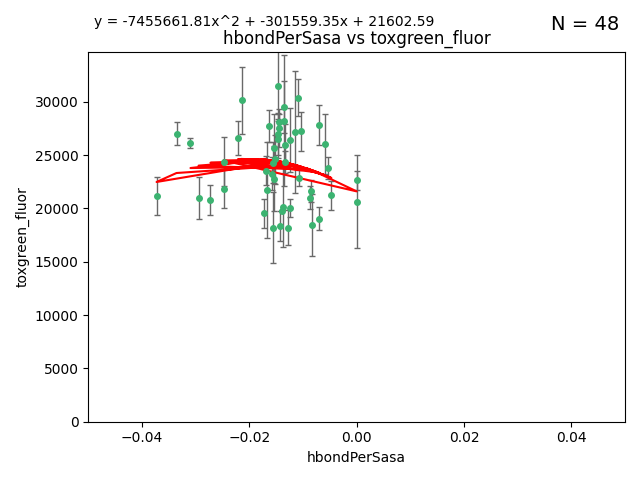 y = -7455661.81x^2 + -301559.35x + 21602.59
N = 48
hbondPerSasa vs toxgreen_fluor
toxgreen_fluor
30000
25000
20000
15000
10000
5000
0
−0.04
−0.02
0.00
0.02
0.04
hbondPerSasa